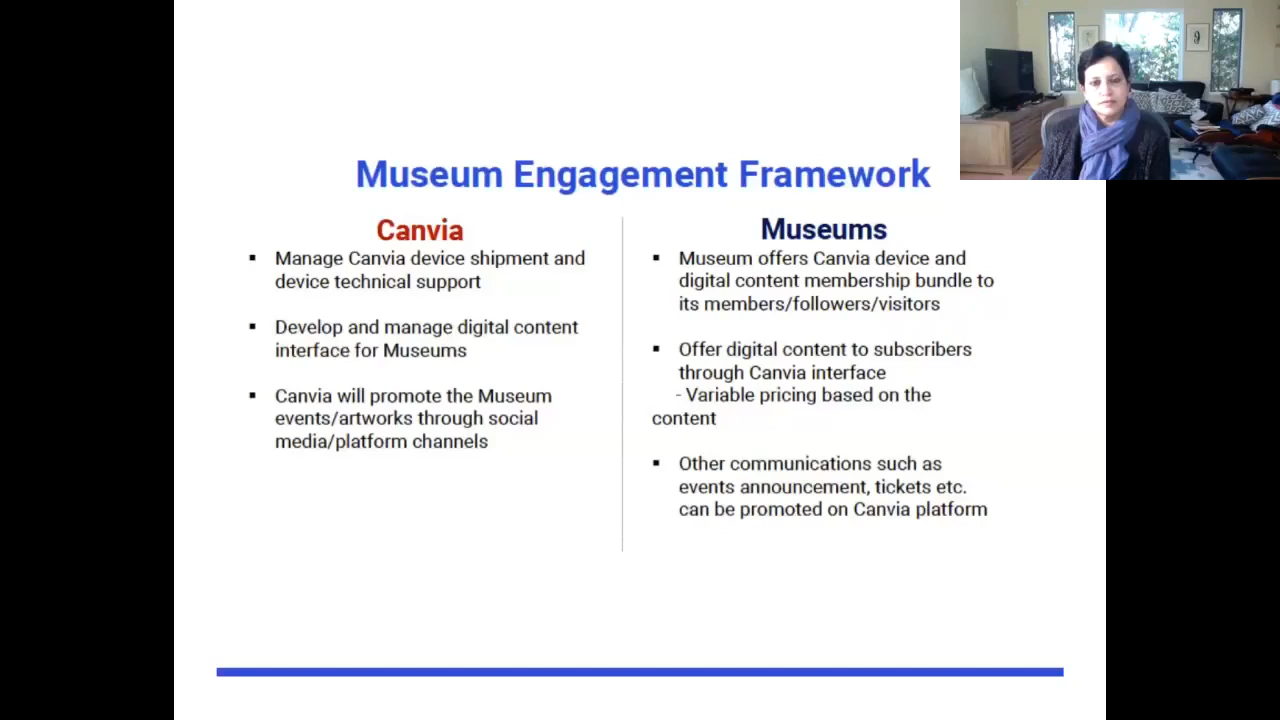 Museum Engagement Framework
Canvia
▪ Manage Canvia device shipment and
device technical support
▪ Develop and manage digital content
interface for Museums
▪ Canvia will promote the Museum
events/artworks through social
media/platform channels
Museums
▪ Museum offers Canvia device and
digital content membership bundle to
its members/followers/visitors
▪ Offer digital content to subscribers
through Canvia interface
- Variable pricing based on the
content
▪ Other communications such as
events announcement, tickets etc.
can be promoted on Canvia platform